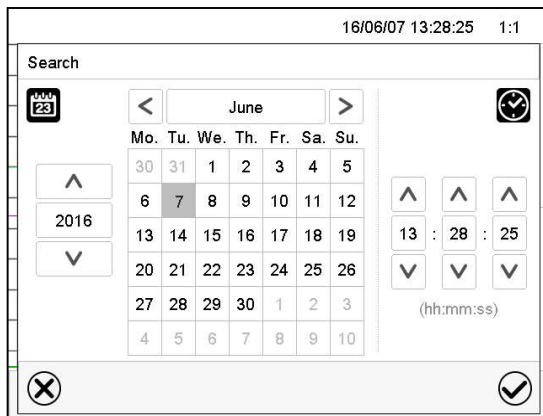 16/06/07 13:28:25 1:1
Search
23
< June >
Mo. Tu. We. Th. Fr. Sa. Su.
30 31 1 2 3 4 5
6 7 8 9 10 11 12
13 14 15 16 17 18 19
20 21 22 23 24 25 26
27 28 29 30 1 2 3
4 5 6 7 8 9 10
2016
13 : 28 : 25
(hh:mm:ss)